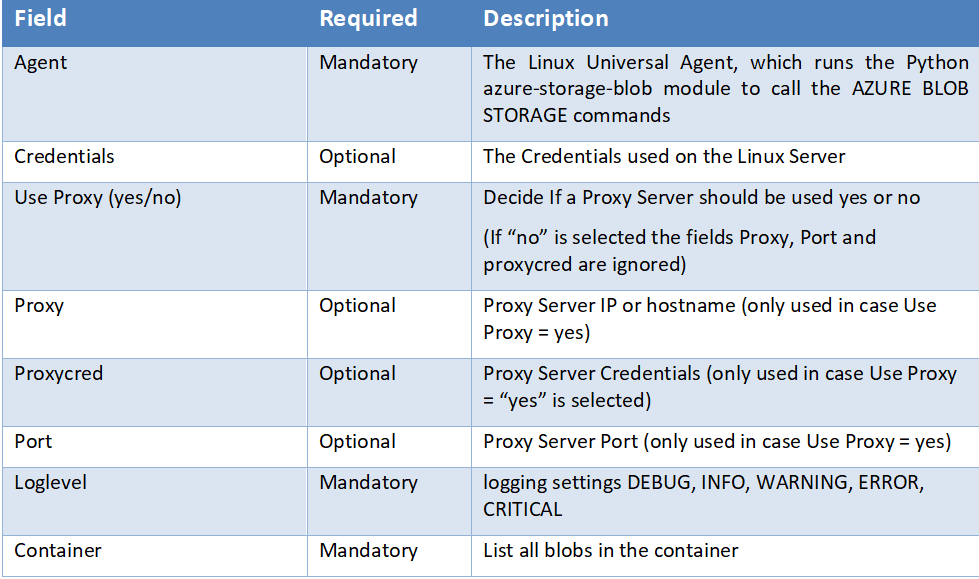 Field Required Description
Agent Mandatory The Linux Universal Agent, which runs the Python
azure-storage-blob module to call the AZURE BLOB
STORAGE commands
Credentials Optional The Credentials used on the Linux Server
Use Proxy (yes/no) Mandatory Decide If a Proxy Server should be used yes or no
(If “no” is selected the fields Proxy, Port and
proxycred are ignored)
Proxy Optional Proxy Server IP or hostname (only used in case Use
Proxy = yes)
Proxycred Optional Proxy Server Credentials (only used in case Use Proxy
= “yes” is selected)
Port Optional Proxy Server Port (only used in case Use Proxy = yes)
Loglevel Mandatory logging settings DEBUG, INFO, WARNING, ERROR,
CRITICAL
Container Mandatory List all blobs in the container